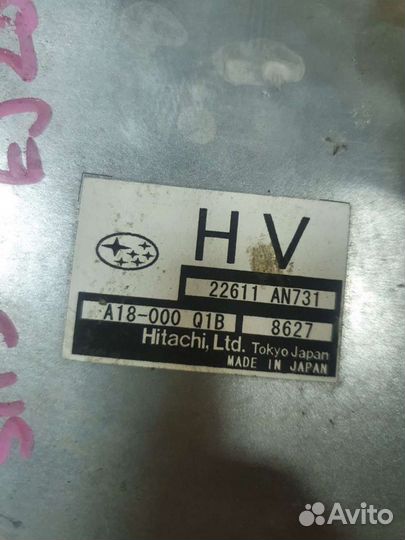 HV
22611 AN731
A18-000 Q1B 8627
Hitachi, Ltd. Tokyo Japan
MADE IN JAPAN
Avito